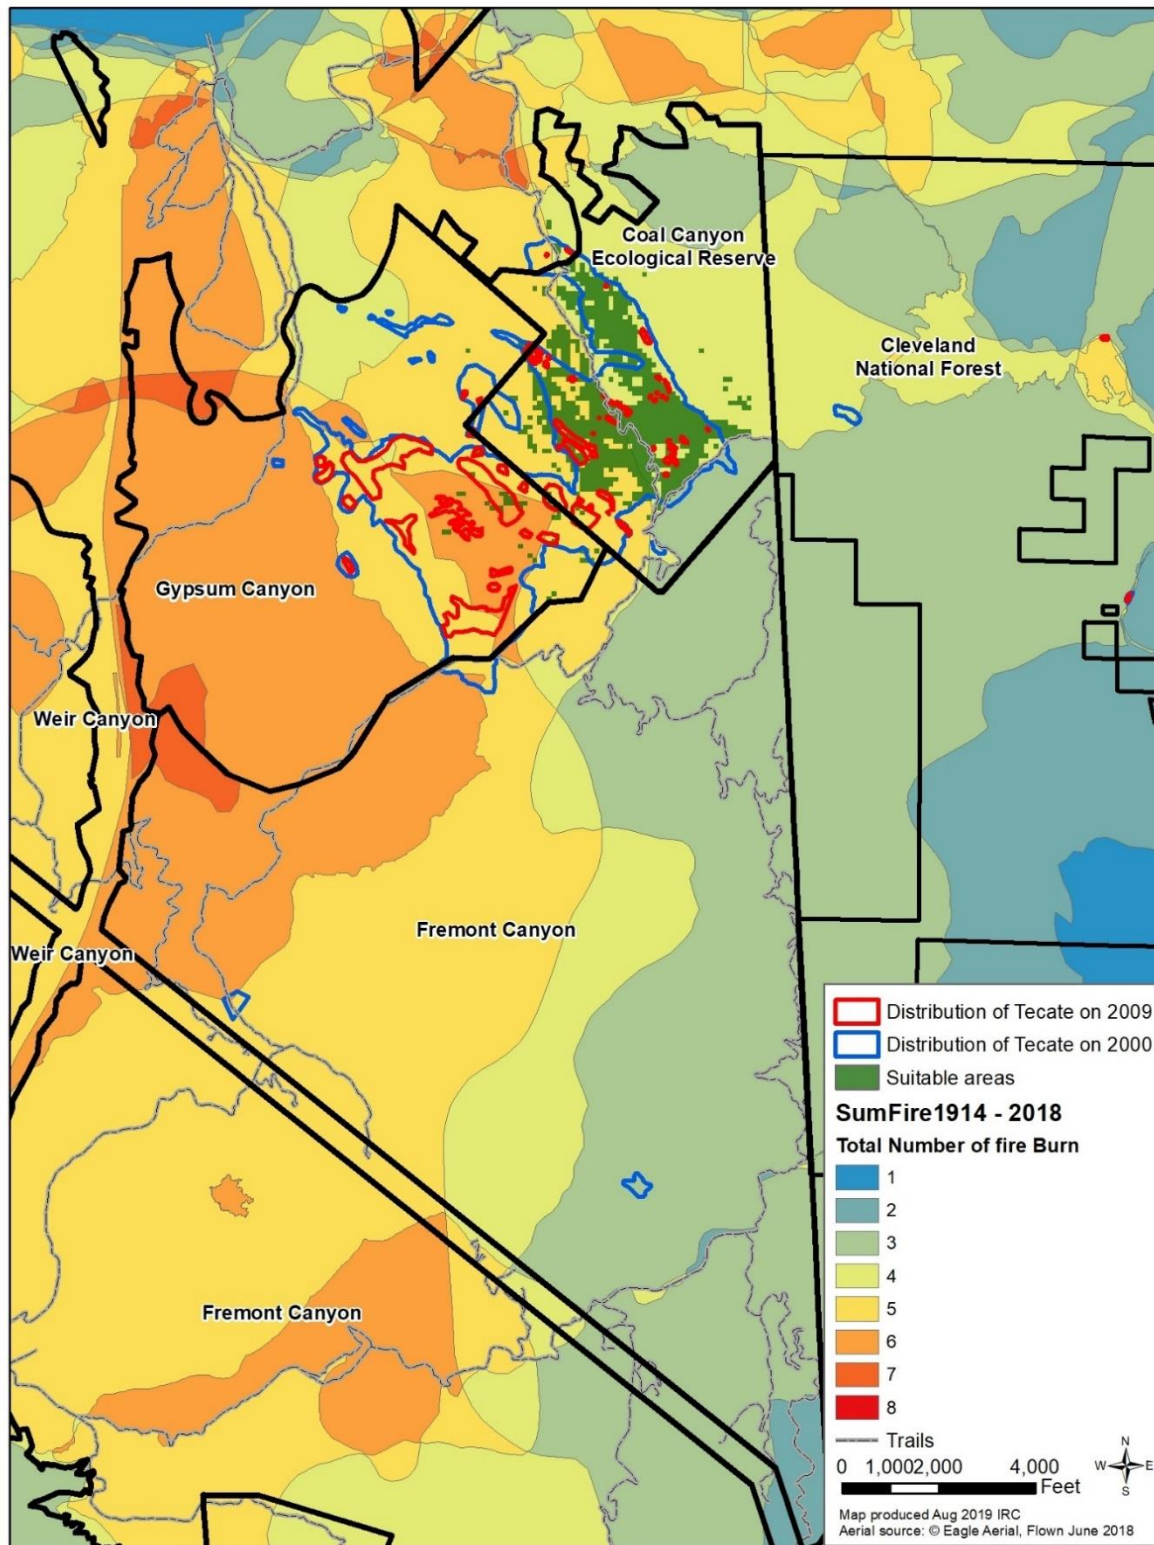 Coal Canyon
Ecological Reserve
Cleveland
National Forest
Gypsum Canyon
Weir Canyon
Fremont Canyon
Weir Canyon
Fremont Canyon
Distribution of Tecate on 2009
Distribution of Tecate on 2000
Suitable areas
SumFire1914 - 2018
Total Number of fire Burn
1
2
3
4
5
6
7
8
Trails
0 1,000 2,000 4,000
Feet
N
W E
S
Map produced Aug 2019 IRC
Aerial source: © Eagle Aerial, Flown June 2018